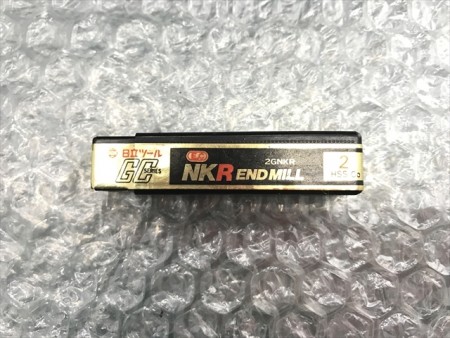 日立ツール
GC SERIES
2GNKR
NKR END MILL
2
HSS-Co